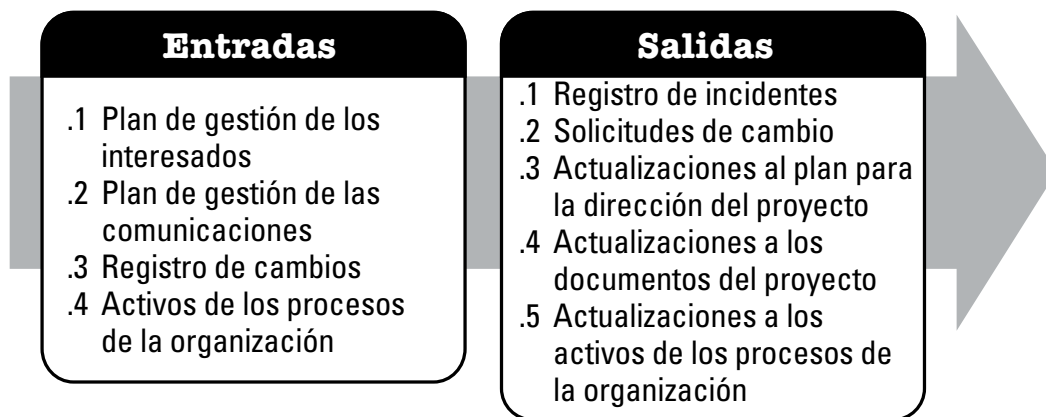 Entradas
.1 Plan de gestión de los
interesados
.2 Plan de gestión de las
comunicaciones
.3 Registro de cambios
.4 Activos de los procesos
de la organización
Salidas
.1 Registro de incidentes
.2 Solicitudes de cambio
.3 Actualizaciones al plan para
la dirección del proyecto
.4 Actualizaciones a los
documentos del proyecto
.5 Actualizaciones a los
activos de los procesos de
la organización